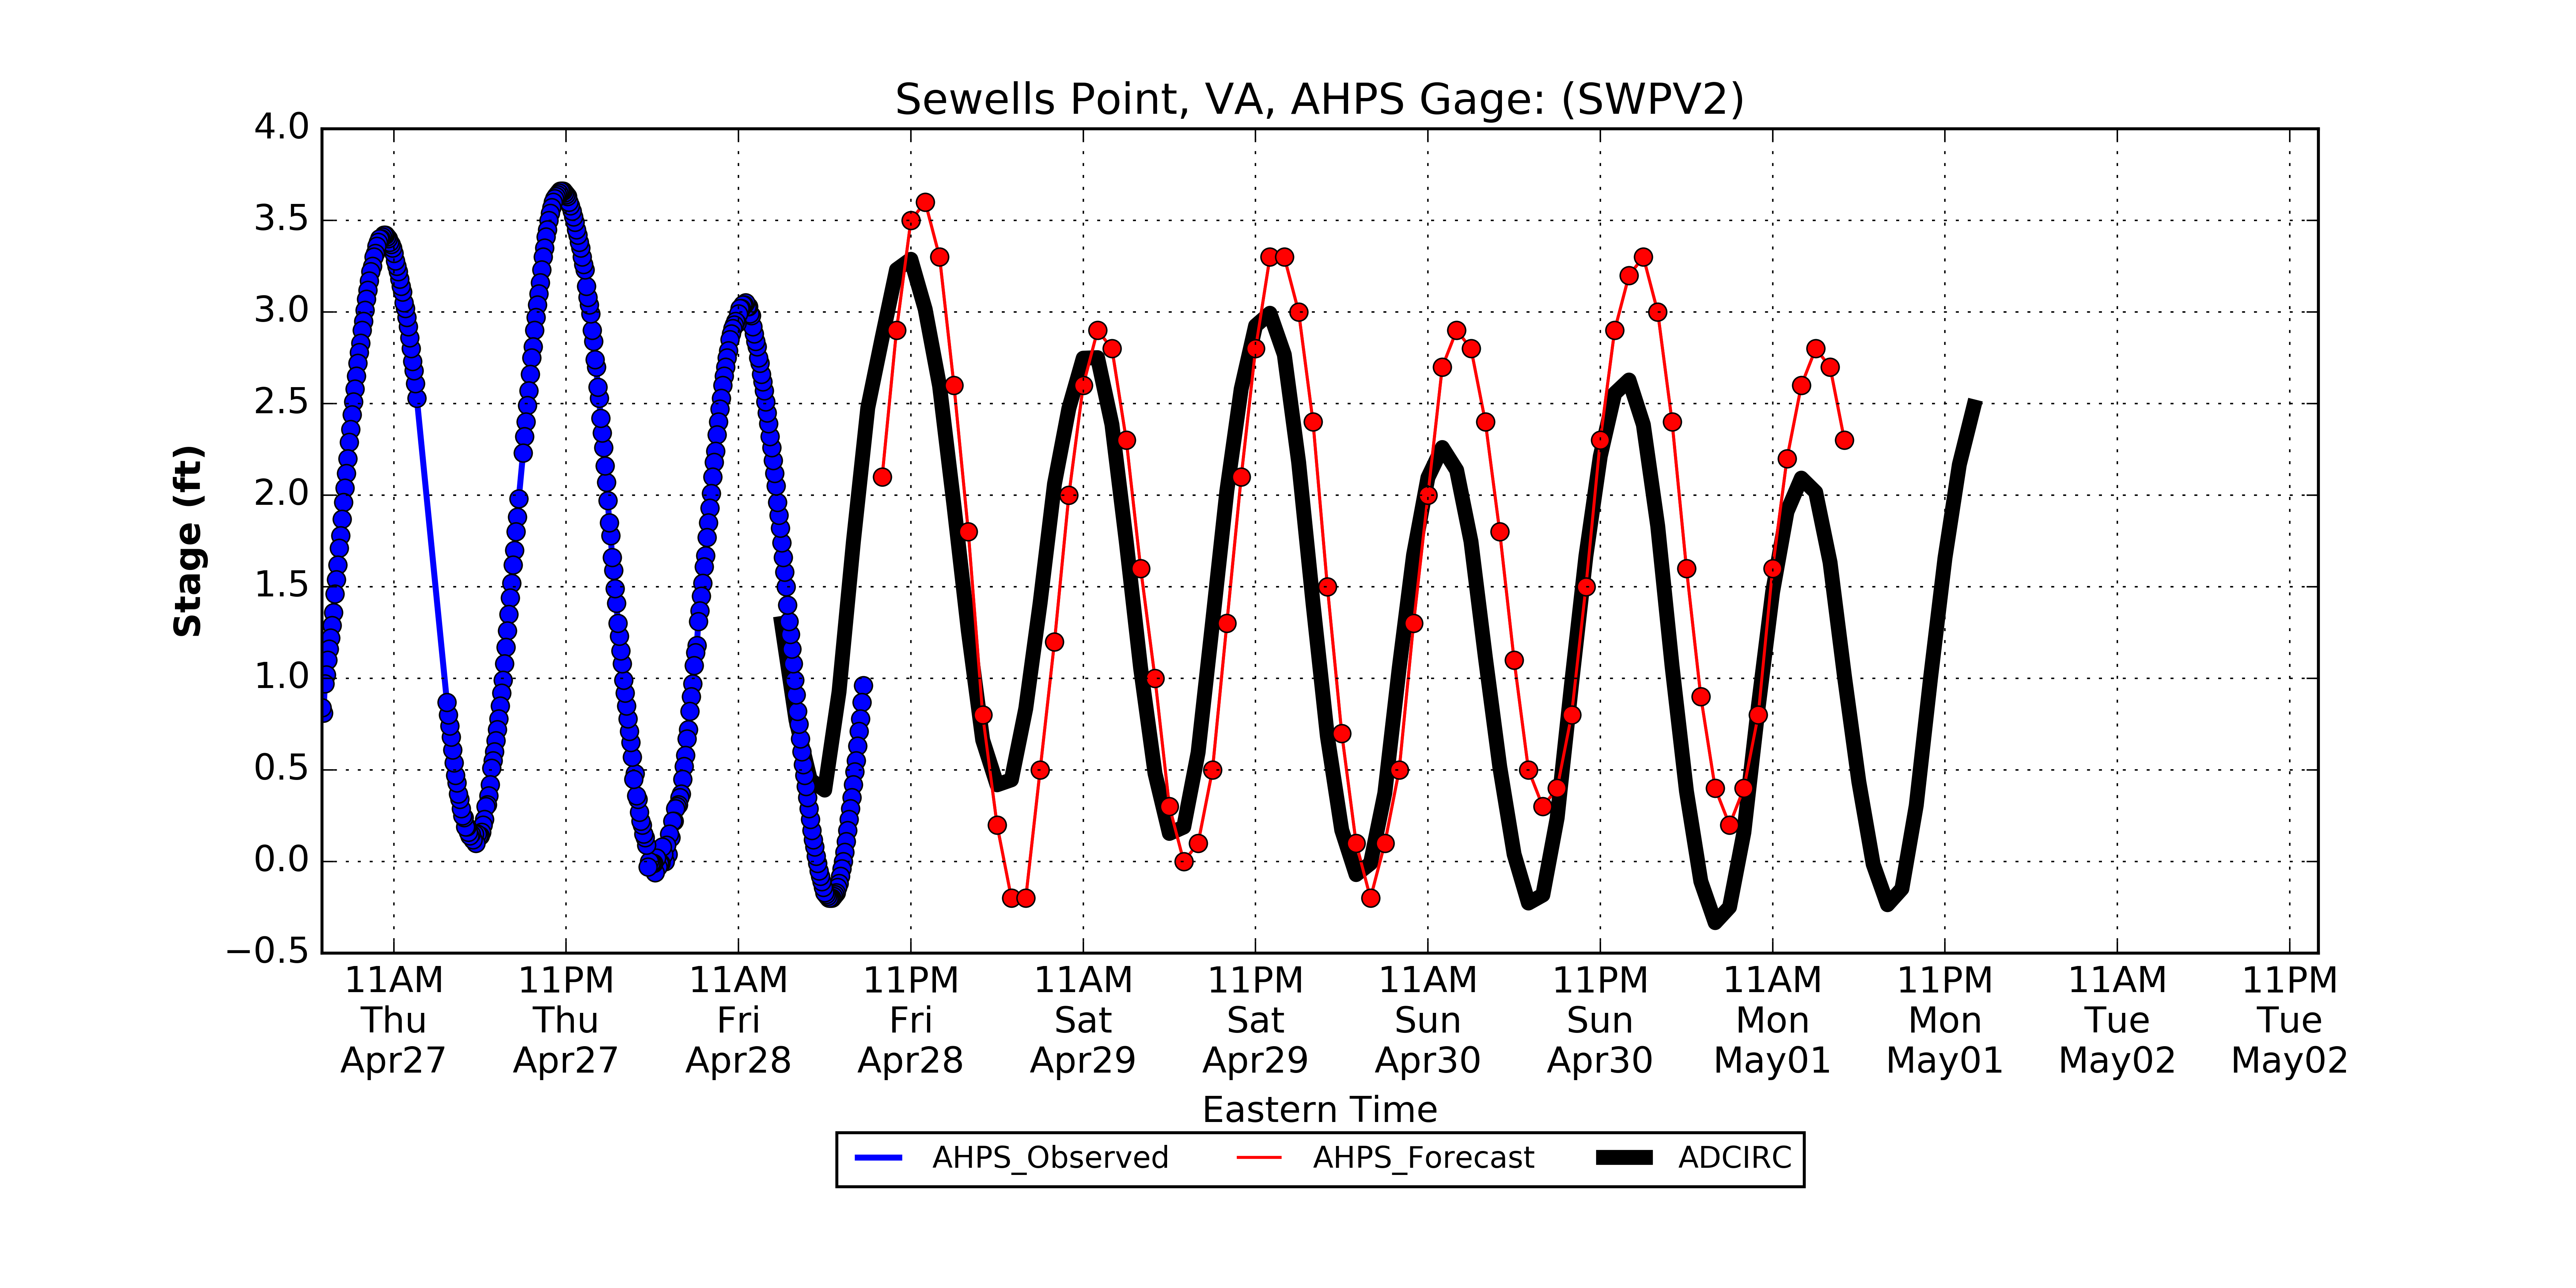 Sewells Point, VA, AHPS Gage: (SWPV2)
4.0
3.5
3.0
2.5
2.0
1.5
1.0
0.5
0.0
−0.5
Stage (ft)
11AM 11PM 11AM 11PM 11AM 11PM 11AM 11PM 11AM 11PM 11AM 11PM
Thu Thu Fri Fri Sat Sat Sun Sun Mon Mon Tue Tue
Apr27 Apr27 Apr28 Apr28 Apr29 Apr29 Apr30 Apr30 May01 May01 May02 May02
Eastern Time
AHPS_Observed AHPS_Forecast ADCIRC